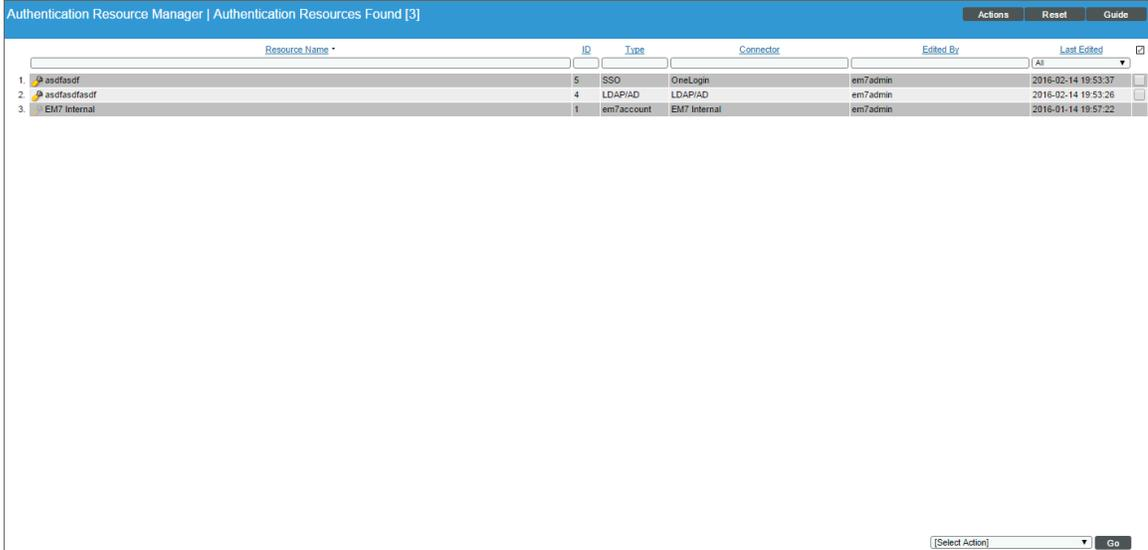 Authentication Resource Manager | Authentication Resources Found [3]
Actions Reset Guide
Resource Name ID Type Connector Edited By Last Edited
All
1. asdfasdf 5 SSO OneLogin em7admin 2016-02-14 19:53:37
2. asdfasdfasdf 4 LDAP/AD LDAP/AD em7admin 2016-02-14 19:53:26
3. EM7 Internal 1 em7account EM7 Internal em7admin 2016-01-14 19:57:22
[Select Action] Go